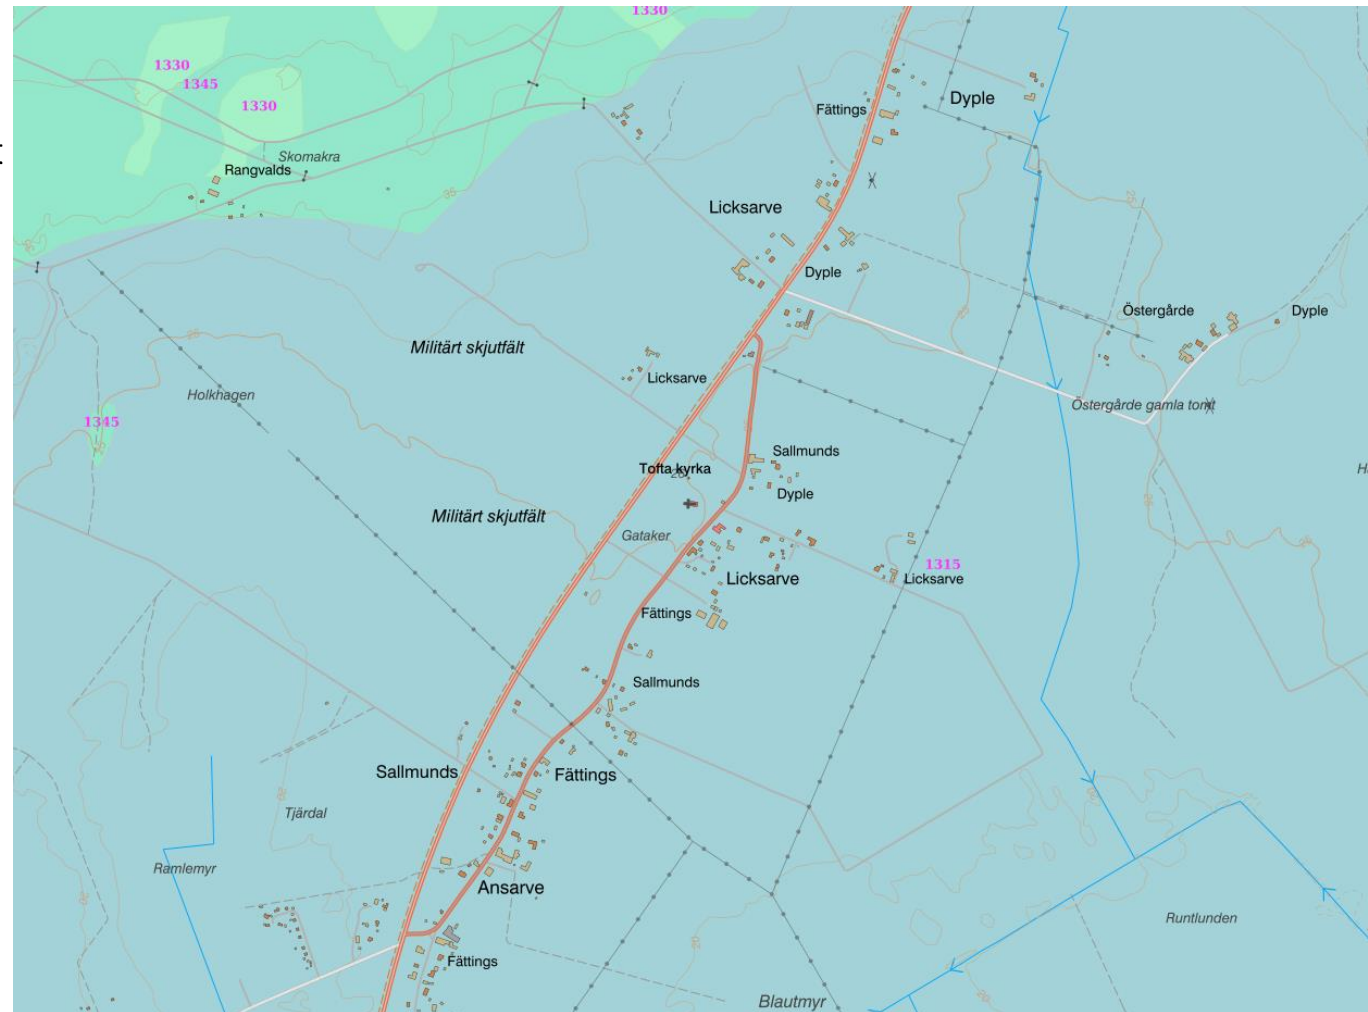 1330
1330
1345
1330
Dyple
Fättings
Skomakra
Rangvalds
Licksarve
Dyple
Östergårde
Dyple
Militärt skjutfält
Licksarve
Holkhagen
Östergårde gamla tomt
1345
Sallmunds
Tofta kyrka
Dyple
Militärt skjutfält
Gataker
1315
Licksarve
Licksarve
Fättings
Sallmunds
Sallmunds
Fättings
Tjärdal
Ramlemyr
Ansarve
Runtlunden
Fättings
Blautmyr